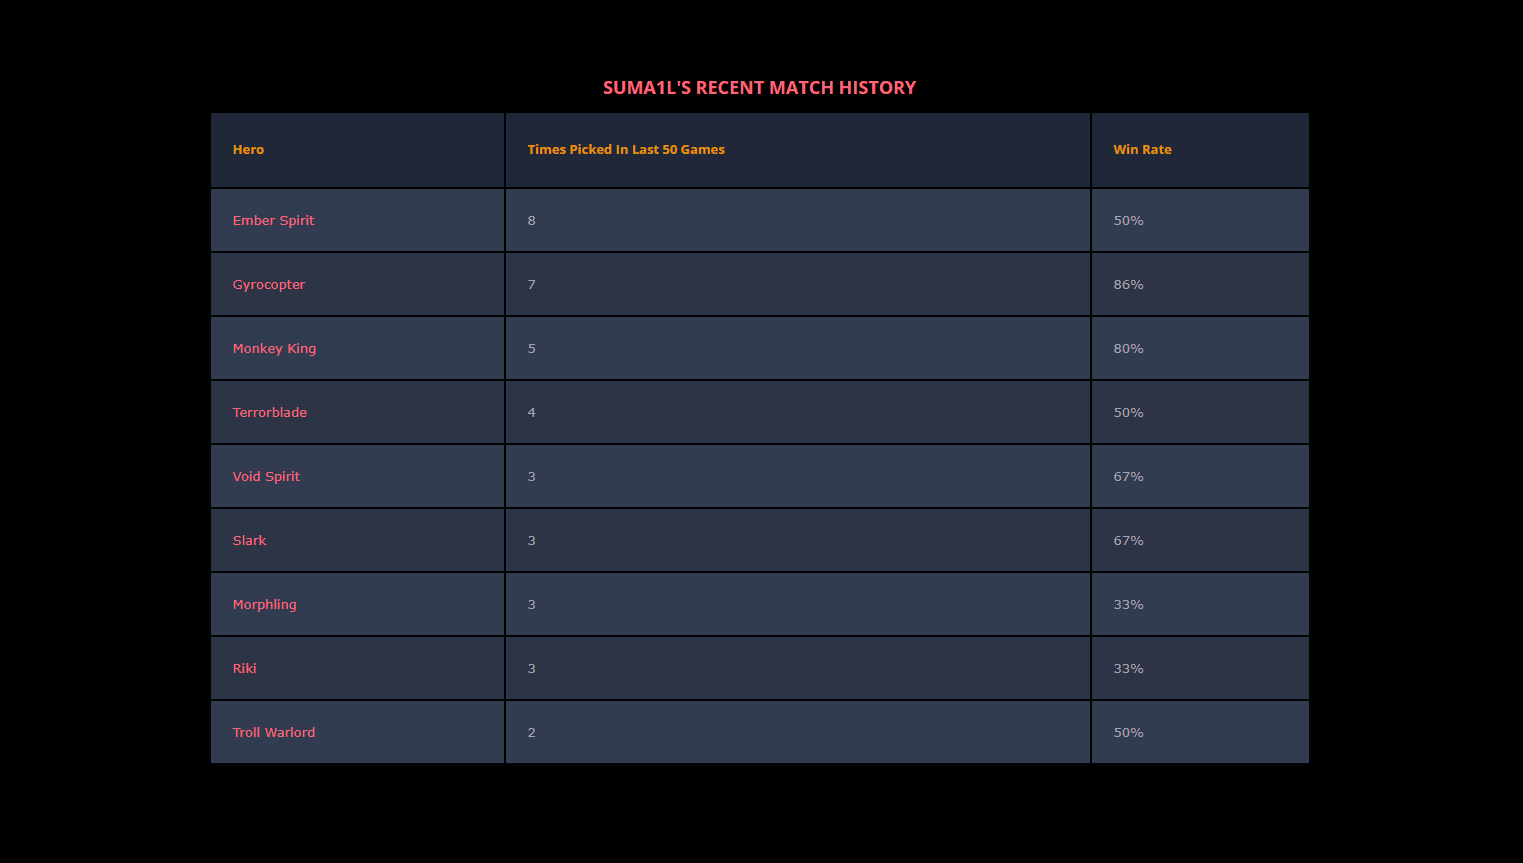 SUMA1L'S RECENT MATCH HISTORY
Hero Times Picked In Last 50 Games Win Rate
Ember Spirit 8 50%
Gyrocopter 7 86%
Monkey King 5 80%
Terrorblade 4 50%
Void Spirit 3 67%
Slark 3 67%
Morphling 3 33%
Riki 3 33%
Troll Warlord 2 50%